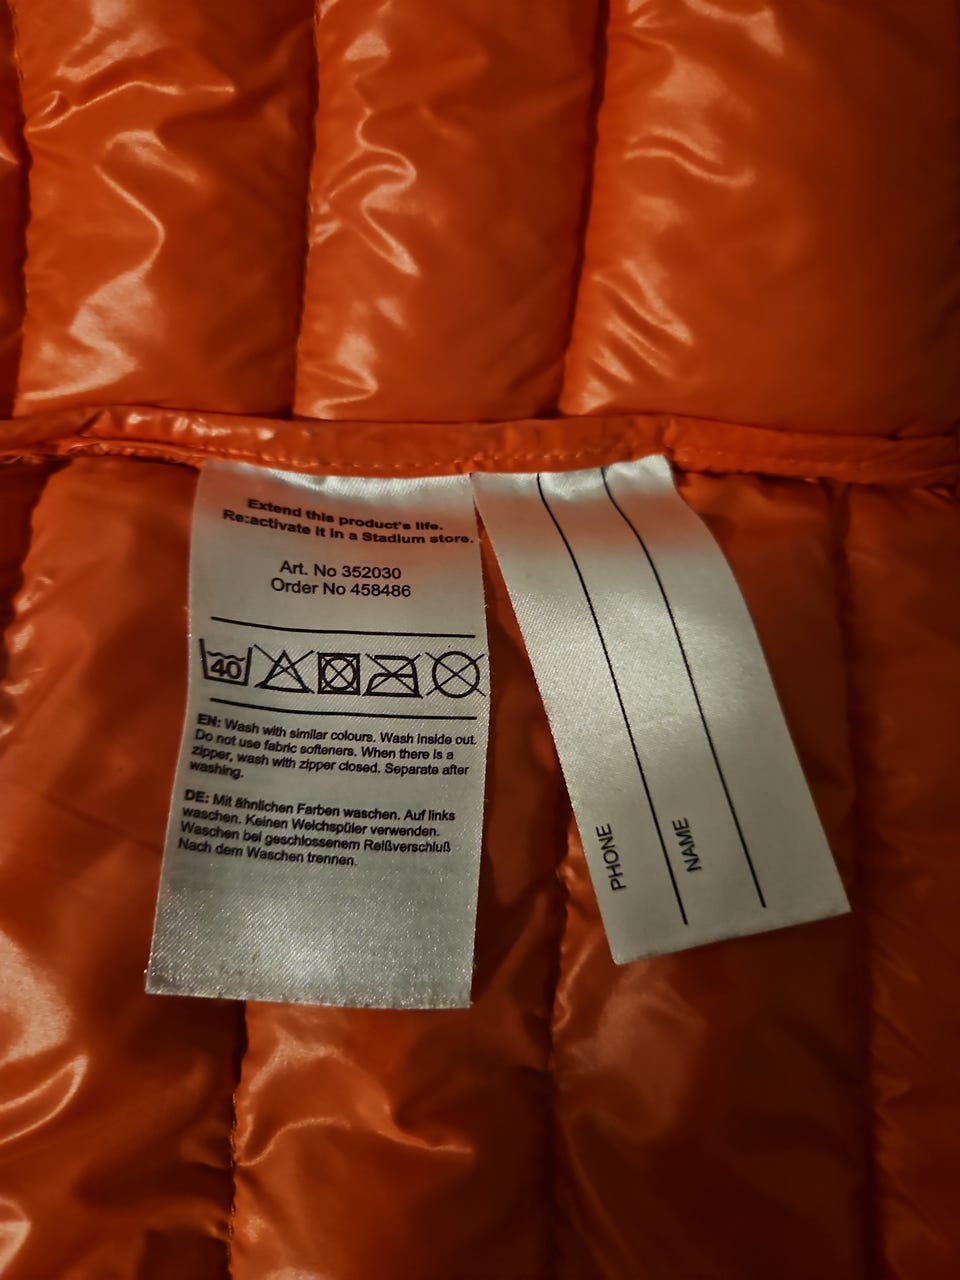 Extend this product's life.
Re:activate it in a Stadium store.
Art. No 352030
Order No 458486
40
EN: Wash with similar colours. Wash inside out.
Do not use fabric softeners. When there is a
zipper, wash with zipper closed. Separate after
washing.
DE: Mit ähnlichen Farben waschen. Auf links
waschen. Keinen Weichspüler verwenden.
Waschen bei geschlossenem Reißverschluß
Nach dem Waschen trennen.
PHONE
NAME